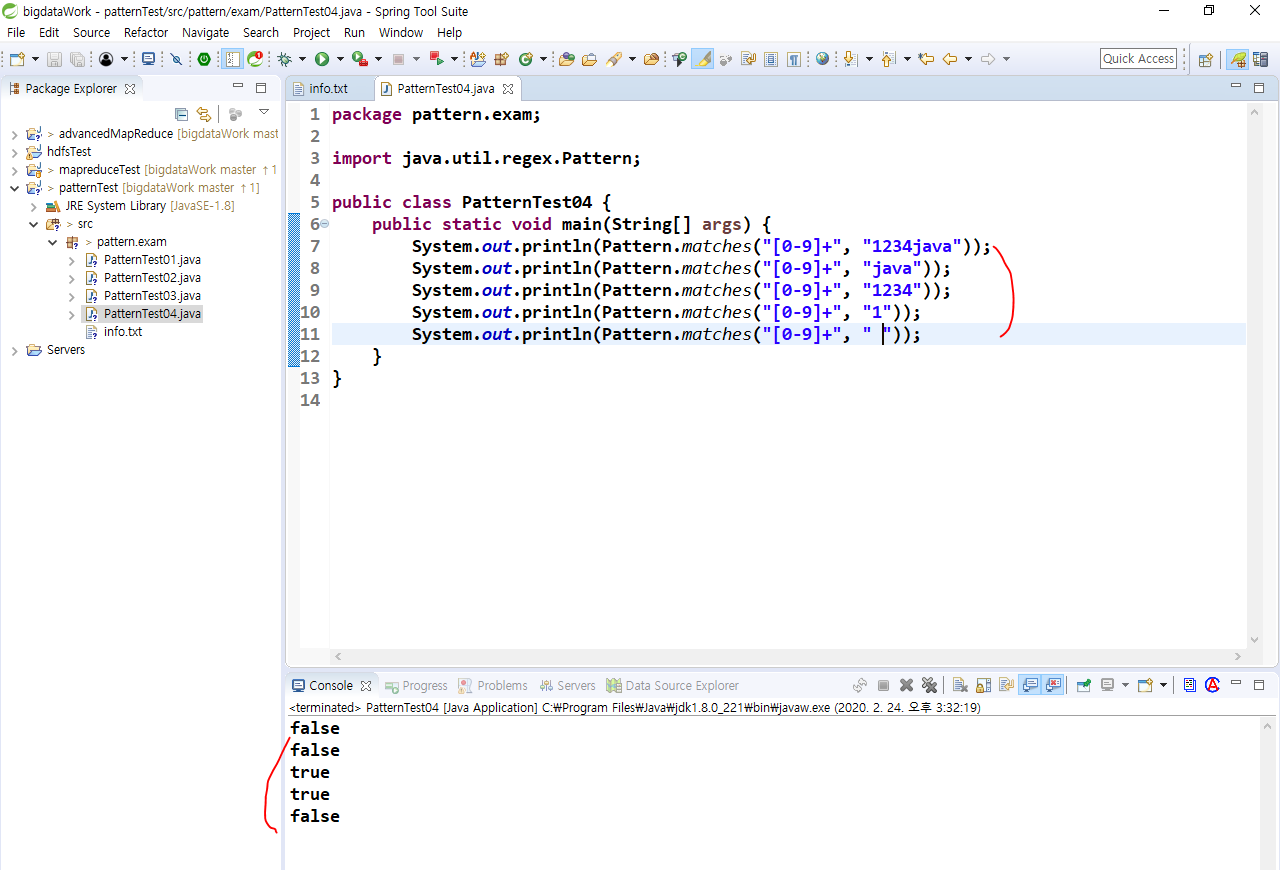 bigdataWork - patternTest/src/pattern/exam/PatternTest04.java - Spring Tool Suite
File Edit Source Refactor Navigate Search Project Run Window Help
Quick Access
Package Explorer
> advancedMapReduce [bigdataWork mast
hdfsTest
> mapreduceTest [bigdataWork master ↑1
> patternTest [bigdataWork master ↑1]
JRE System Library [JavaSE-1.8]
> src
> pattern.exam
PatternTest01.java
PatternTest02.java
PatternTest03.java
PatternTest04.java
info.txt
Servers
info.txt PatternTest04.java
1 package pattern.exam;
2
3 import java.util.regex.Pattern;
4
5 public class PatternTest04 {
6 public static void main(String[] args) {
7 System.out.println(Pattern.matches("[0-9]+", "1234java"));
8 System.out.println(Pattern.matches("[0-9]+", "java"));
9 System.out.println(Pattern.matches("[0-9]+", "1234"));
10 System.out.println(Pattern.matches("[0-9]+", "1"));
11 System.out.println(Pattern.matches("[0-9]+", " "));
12 }
13 }
14
Console Progress Problems Servers Data Source Explorer
<terminated> PatternTest04 [Java Application] C:₩Program Files₩Java₩jdk1.8.0_221₩bin₩javaw.exe (2020. 2. 24. 오후 3:32:19)
false
false
true
true
false